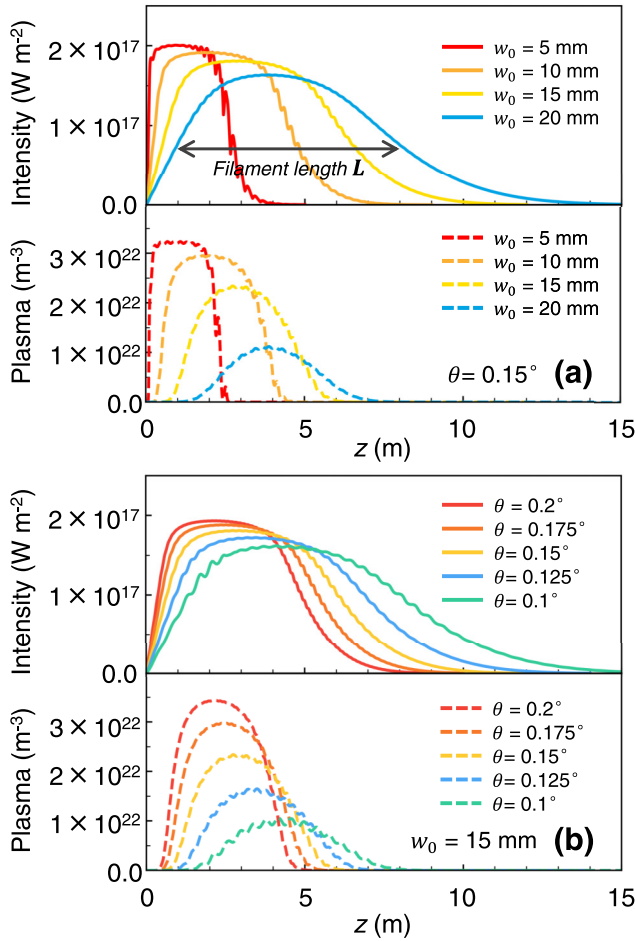 Intensity (W m⁻²)
2 × 10¹⁷
1 × 10¹⁷
0.0
w₀ = 5 mm
w₀ = 10 mm
w₀ = 15 mm
w₀ = 20 mm
Filament length L
Plasma (m⁻³)
3 × 10²²
2 × 10²²
1 × 10²²
0.0
w₀ = 5 mm
w₀ = 10 mm
w₀ = 15 mm
w₀ = 20 mm
θ = 0.15° (a)
0 5 10 15
z (m)
Intensity (W m⁻²)
2 × 10¹⁷
1 × 10¹⁷
0.0
θ = 0.2°
θ = 0.175°
θ = 0.15°
θ = 0.125°
θ = 0.1°
Plasma (m⁻³)
3 × 10²²
2 × 10²²
1 × 10²²
0.0
θ = 0.2°
θ = 0.175°
θ = 0.15°
θ = 0.125°
θ = 0.1°
w₀ = 15 mm (b)
0 5 10 15
z (m)